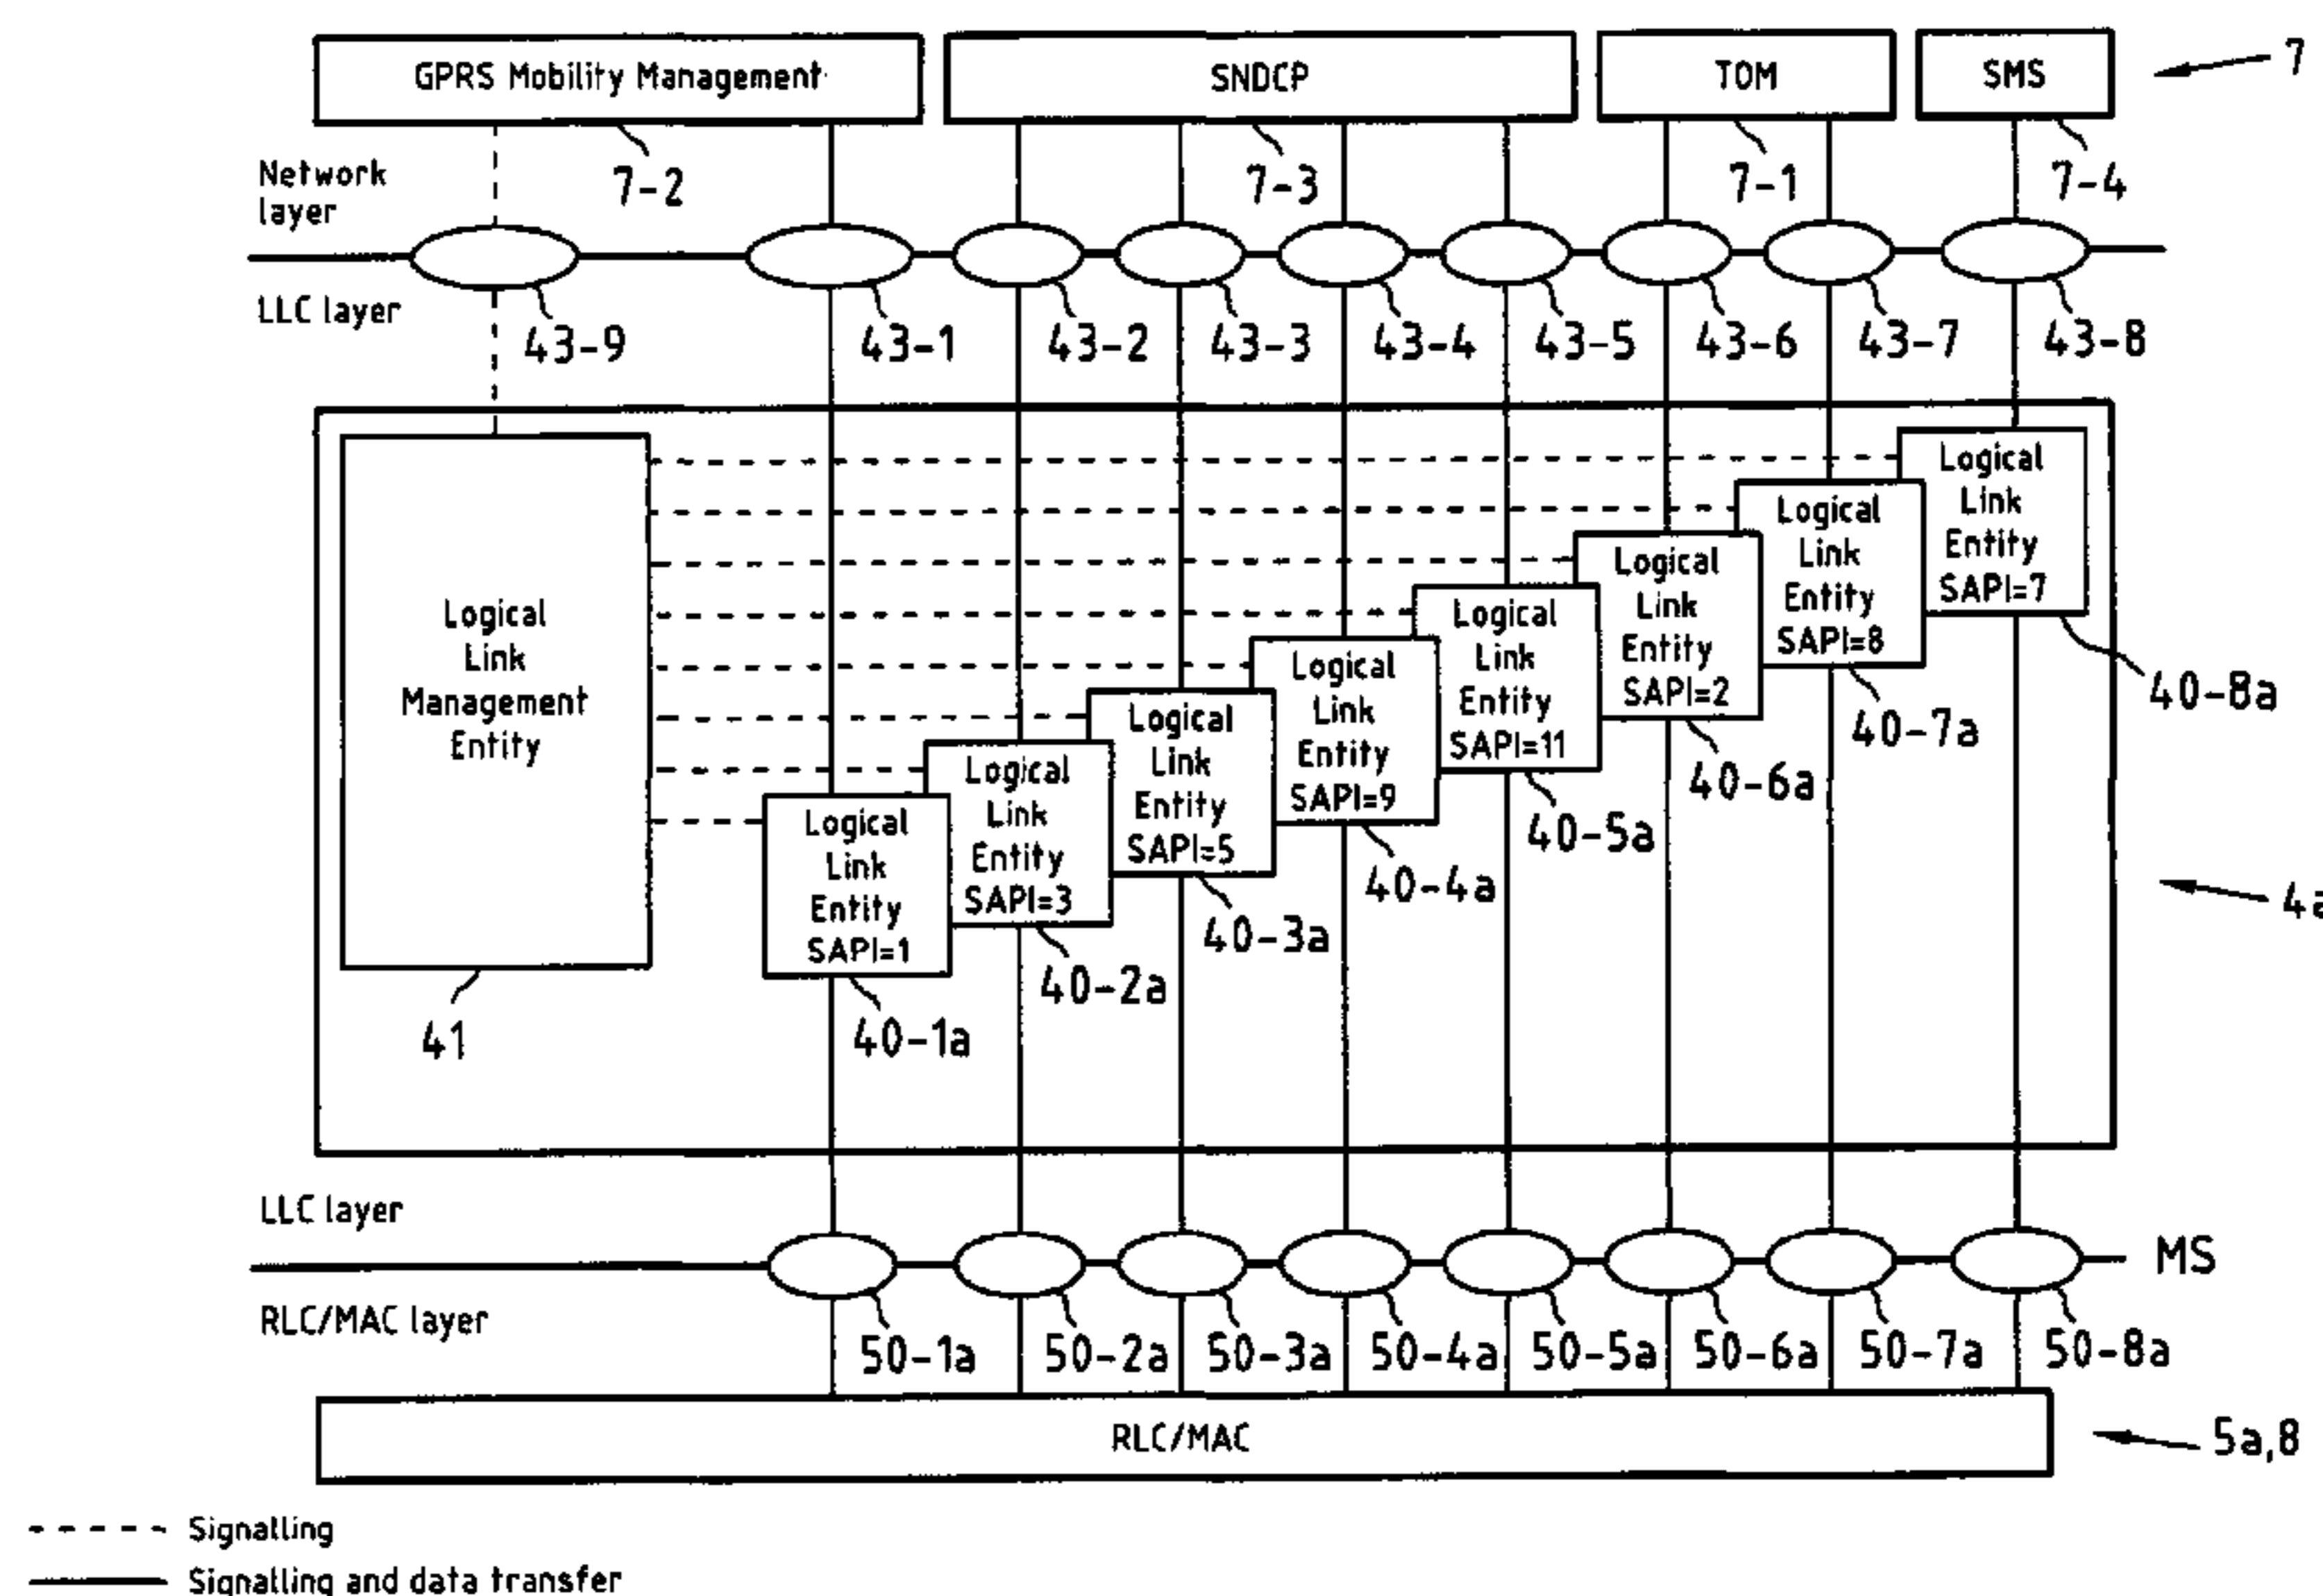 GPRS Mobility Management
SNDCP
TOM
SMS
7
7-2
7-3
7-1
7-4
Network
layer
LLC layer
43-9
43-1
43-2
43-3
43-4
43-5
43-6
43-7
43-8
Logical
Link
Management
Entity
41
Logical
Link
Entity
SAPI=1
40-1a
Logical
Link
Entity
SAPI=3
40-2a
Logical
Link
Entity
SAPI=5
40-3a
Logical
Link
Entity
SAPI=9
40-4a
Logical
Link
Entity
SAPI=11
40-5a
Logical
Link
Entity
SAPI=2
40-6a
Logical
Link
Entity
SAPI=8
40-7a
Logical
Link
Entity
SAPI=7
40-8a
4a
LLC layer
MS
RLC/MAC layer
50-1a
50-2a
50-3a
50-4a
50-5a
50-6a
50-7a
50-8a
RLC/MAC
5a,8
Signalling
Signalling and data transfer